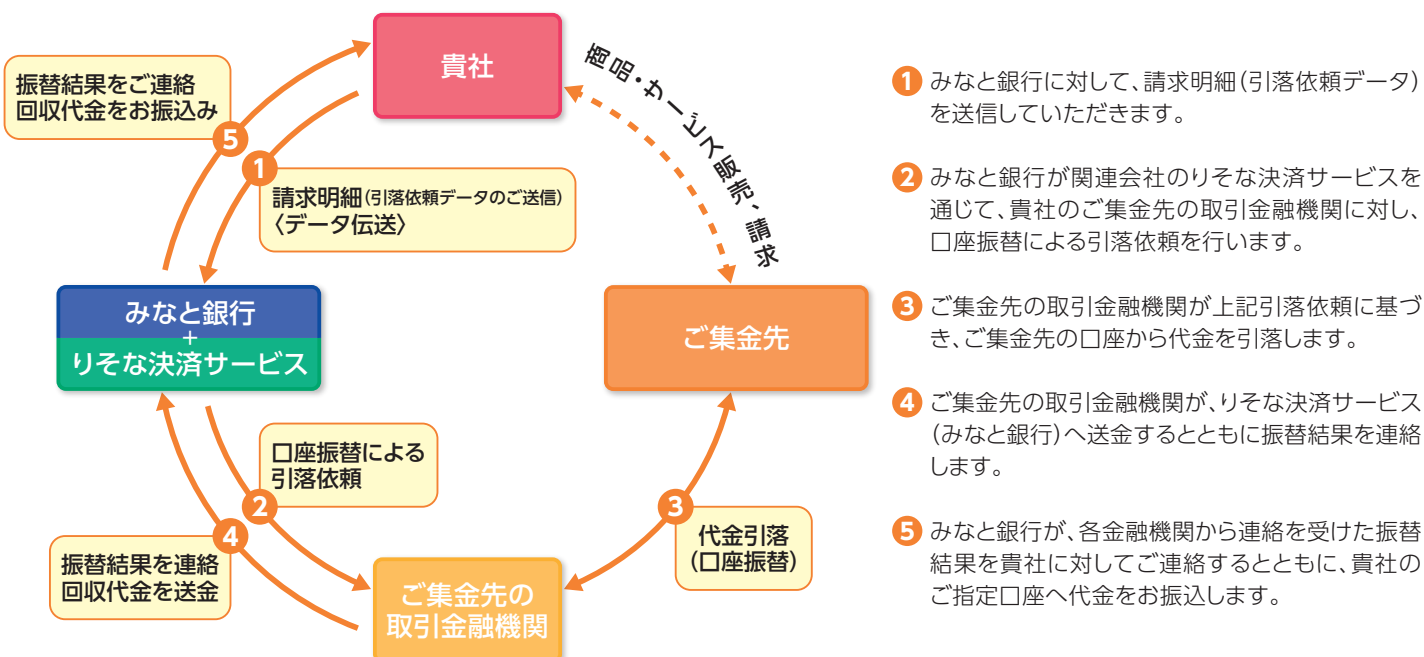 貴社
商品・サービス販売、請求
振替結果をご連絡
回収代金をお振込み
5
1
請求明細(引落依頼データのご送信)
〈データ伝送〉
みなと銀行
+
りそな決済サービス
ご集金先
口座振替による
引落依頼
2
4
振替結果を連絡
回収代金を送金
3
代金引落
(口座振替)
ご集金先の
取引金融機関
1 みなと銀行に対して、請求明細(引落依頼データ)
を送信していただきます。
2 みなと銀行が関連会社のりそな決済サービスを
通じて、貴社のご集金先の取引金融機関に対し、
口座振替による引落依頼を行います。
3 ご集金先の取引金融機関が上記引落依頼に基づ
き、ご集金先の口座から代金を引落します。
4 ご集金先の取引金融機関が、りそな決済サービス
(みなと銀行)へ送金するとともに振替結果を連絡
します。
5 みなと銀行が、各金融機関から連絡を受けた振替
結果を貴社に対してご連絡するとともに、貴社の
ご指定口座へ代金をお振込します。